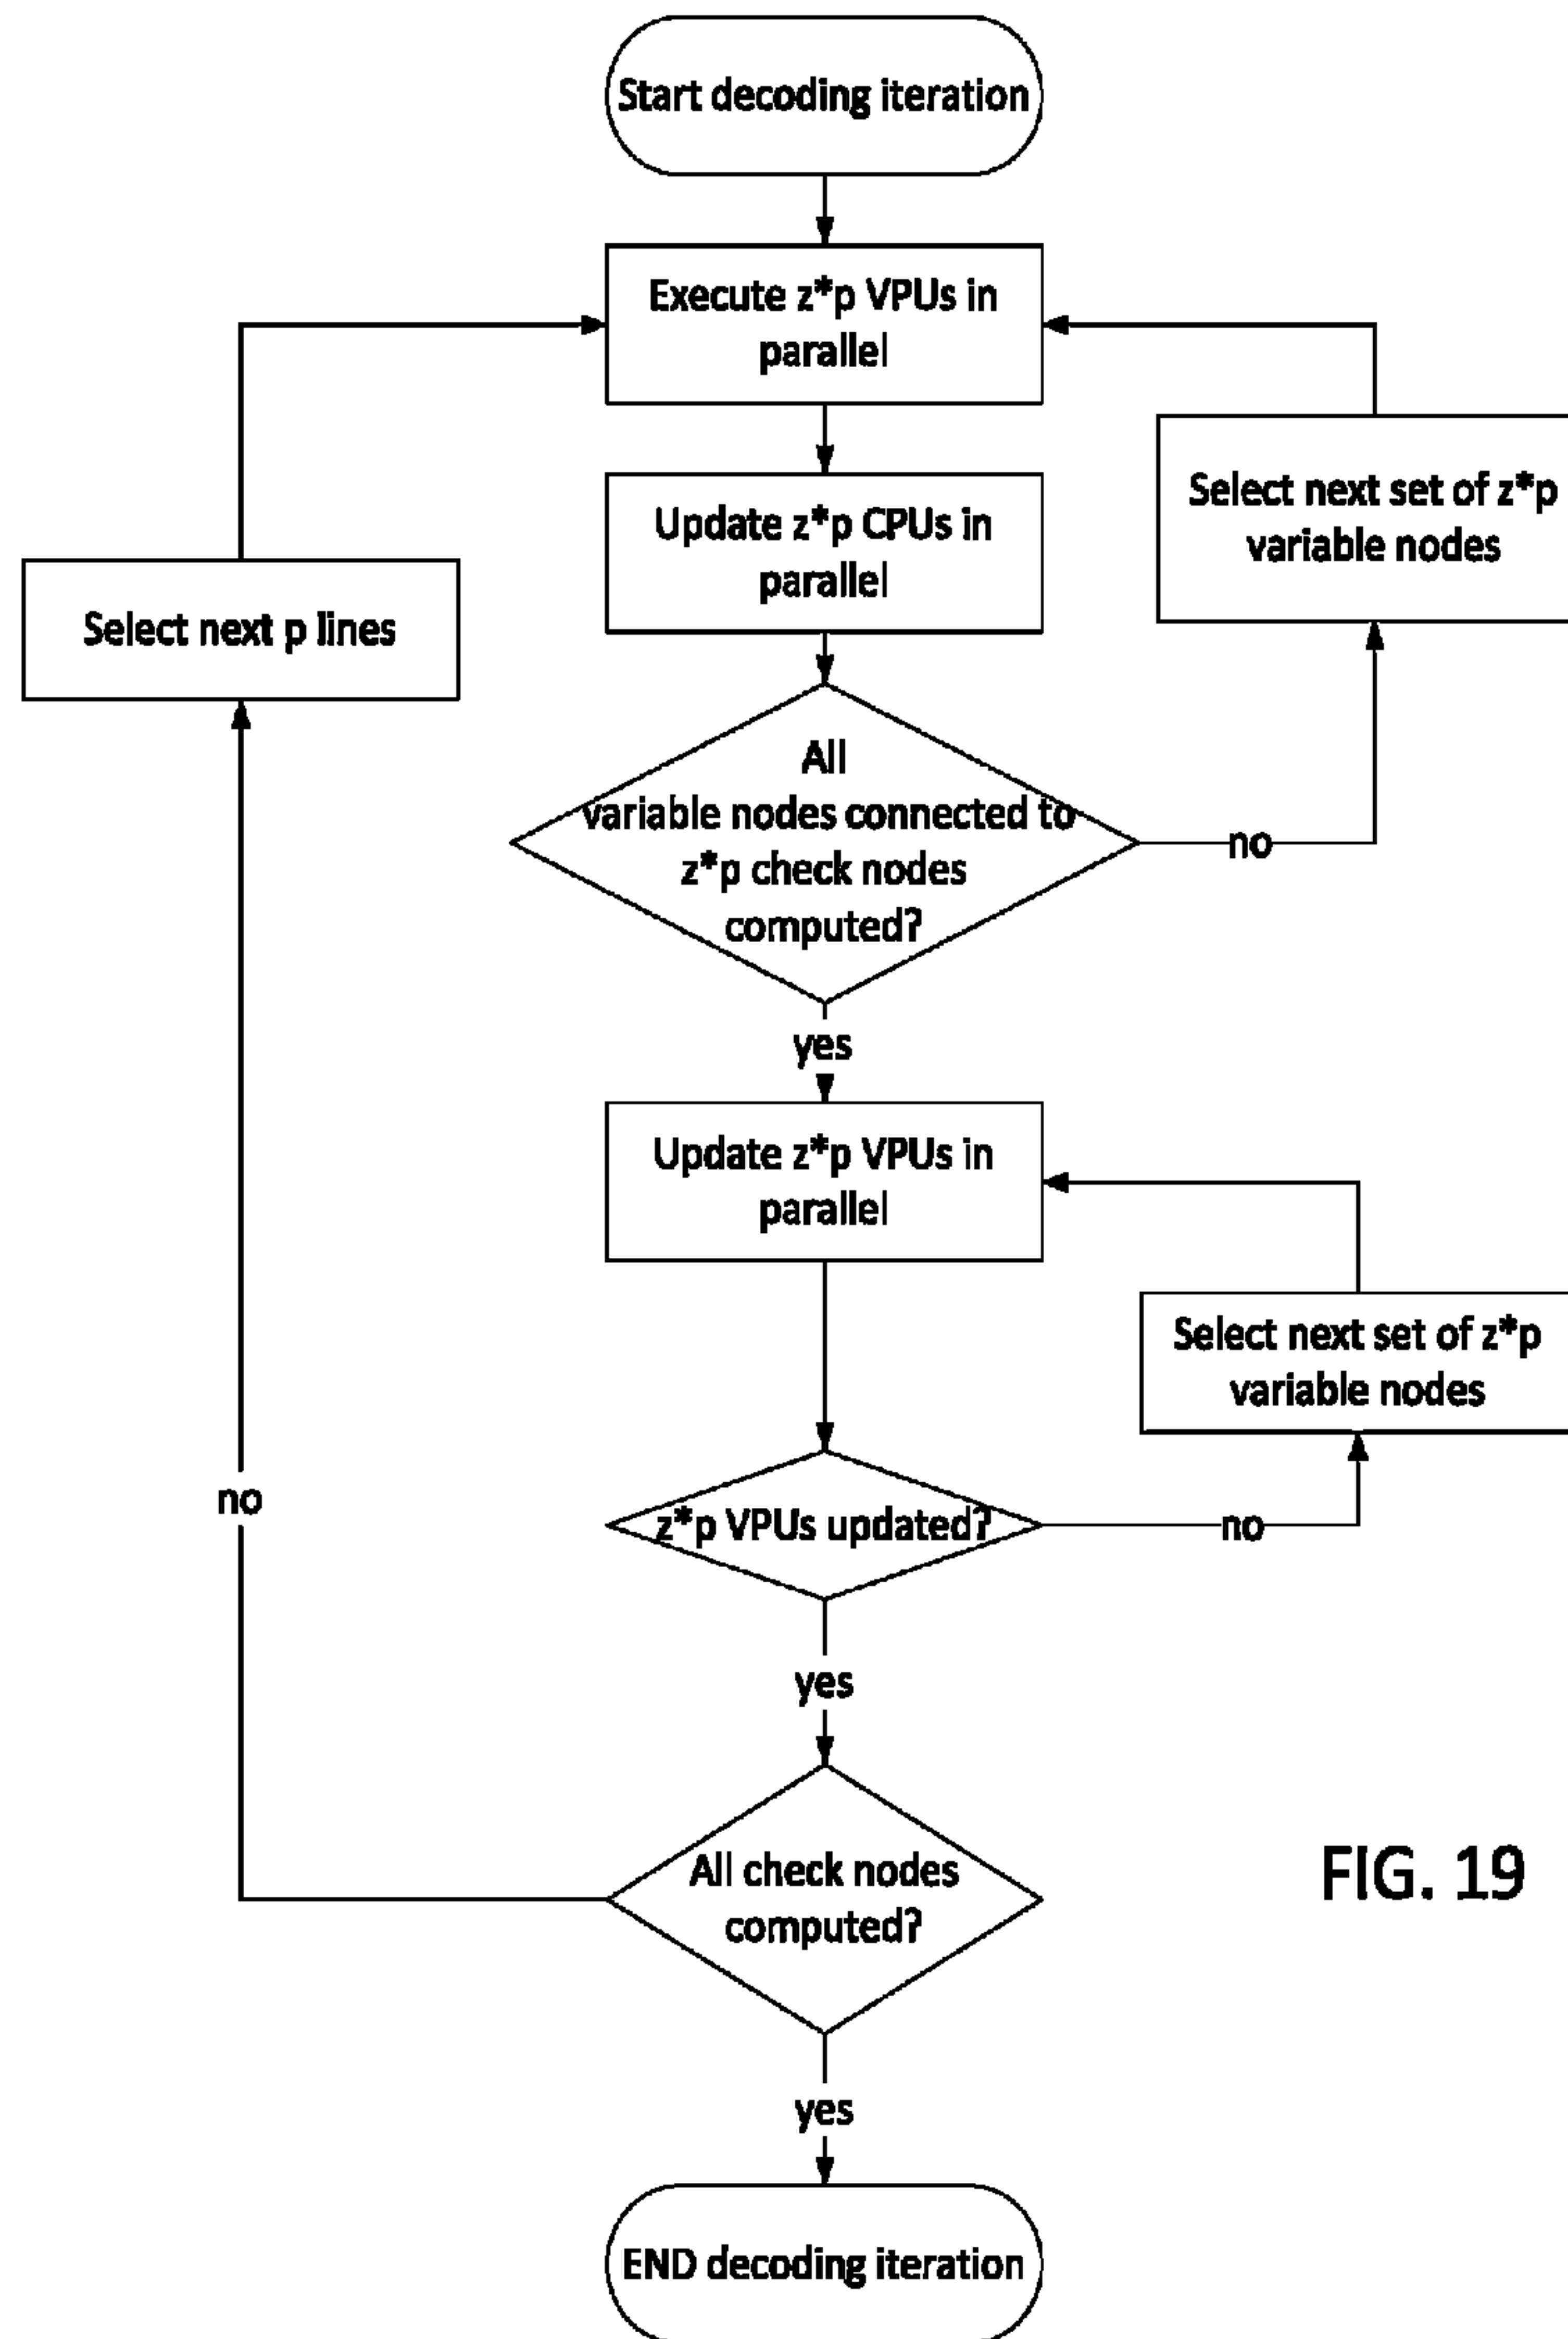 Start decoding iteration
Execute z*p VPUs in
parallel
Update z*p CPUs in
parallel
Select next set of z*p
variable nodes
Select next p lines
All
variable nodes connected to
z*p check nodes
computed?
no
yes
Update z*p VPUs in
parallel
Select next set of z*p
variable nodes
no
z*p VPUs updated?
no
yes
All check nodes
computed?
FIG. 19
yes
END decoding iteration